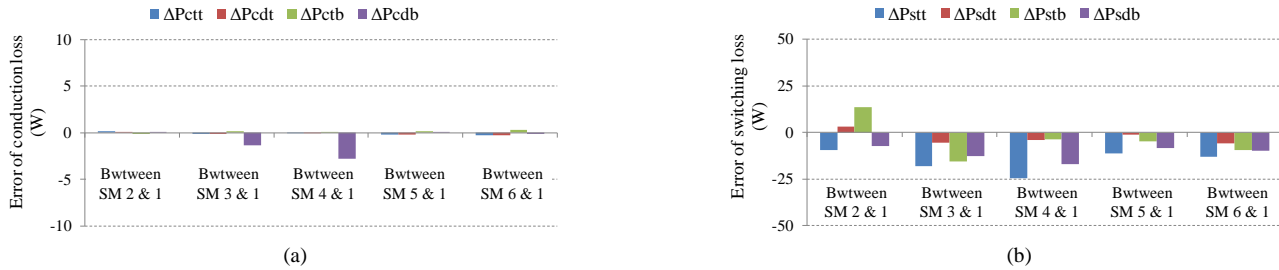 ΔPctt ΔPcdt ΔPctb ΔPcdb
Error of conduction loss
(W)
10
5
0
-5
-10
Bwtween
SM 2 & 1
Bwtween
SM 3 & 1
Bwtween
SM 4 & 1
Bwtween
SM 5 & 1
Bwtween
SM 6 & 1
(a)
ΔPstt ΔPsdt ΔPstb ΔPsdb
Error of switching loss
(W)
50
25
0
-25
-50
Bwtween
SM 2 & 1
Bwtween
SM 3 & 1
Bwtween
SM 4 & 1
Bwtween
SM 5 & 1
Bwtween
SM 6 & 1
(b)